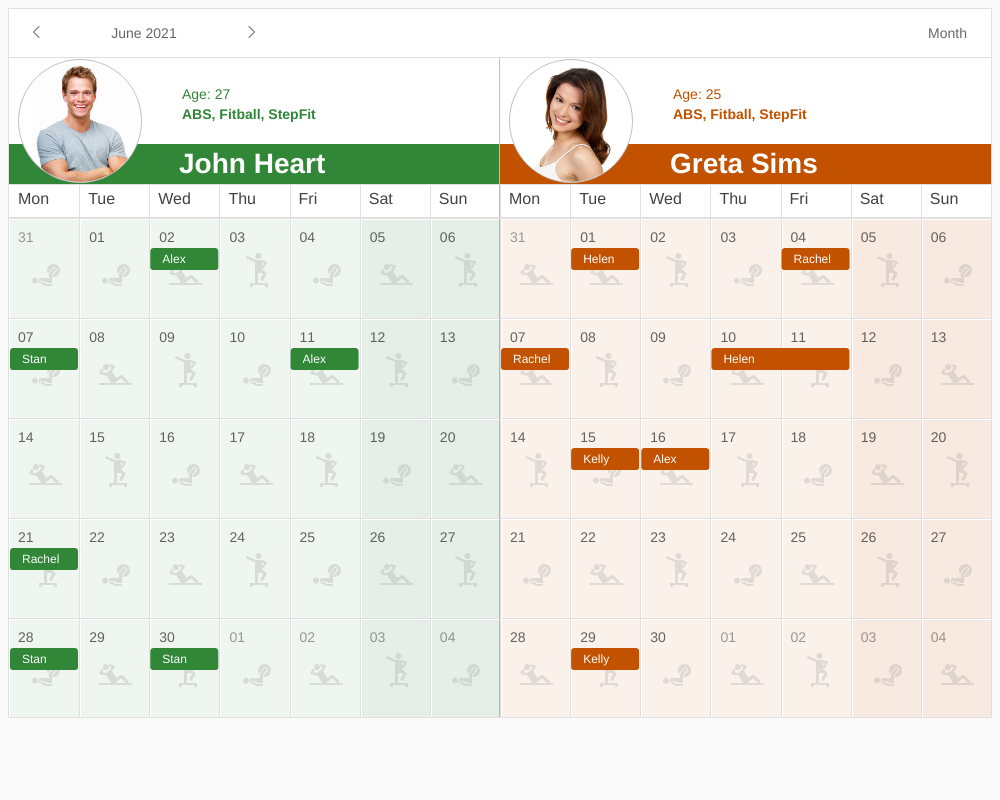 June 2021
Month
Age: 27
ABS, Fitball, StepFit
John Heart
Age: 25
ABS, Fitball, StepFit
Greta Sims
Mon Tue Wed Thu Fri Sat Sun Mon Tue Wed Thu Fri Sat Sun
31 01 02 03 04 05 06 31 01 02 03 04 05 06
Alex Helen Rachel
07 08 09 10 11 12 13 07 08 09 10 11 12 13
Stan Alex Rachel Helen
14 15 16 17 18 19 20 14 15 16 17 18 19 20
Kelly Alex
21 22 23 24 25 26 27 21 22 23 24 25 26 27
Rachel
28 29 30 01 02 03 04 28 29 30 01 02 03 04
Stan Stan Kelly